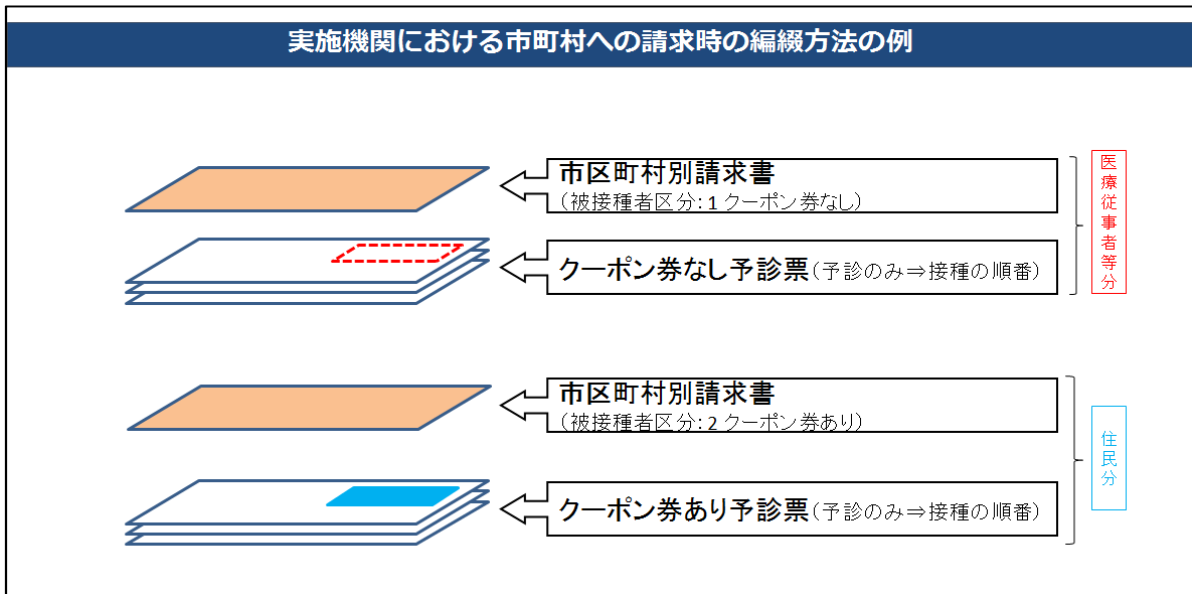 実施機関における市町村への請求時の編綴方法の例
市区町村別請求書
(被接種者区分:1 クーポン券なし)
クーポン券なし予診票(予診のみ⇒接種の順番)
医療従事者等分
市区町村別請求書
(被接種者区分:2 クーポン券あり)
クーポン券あり予診票(予診のみ⇒接種の順番)
住民分